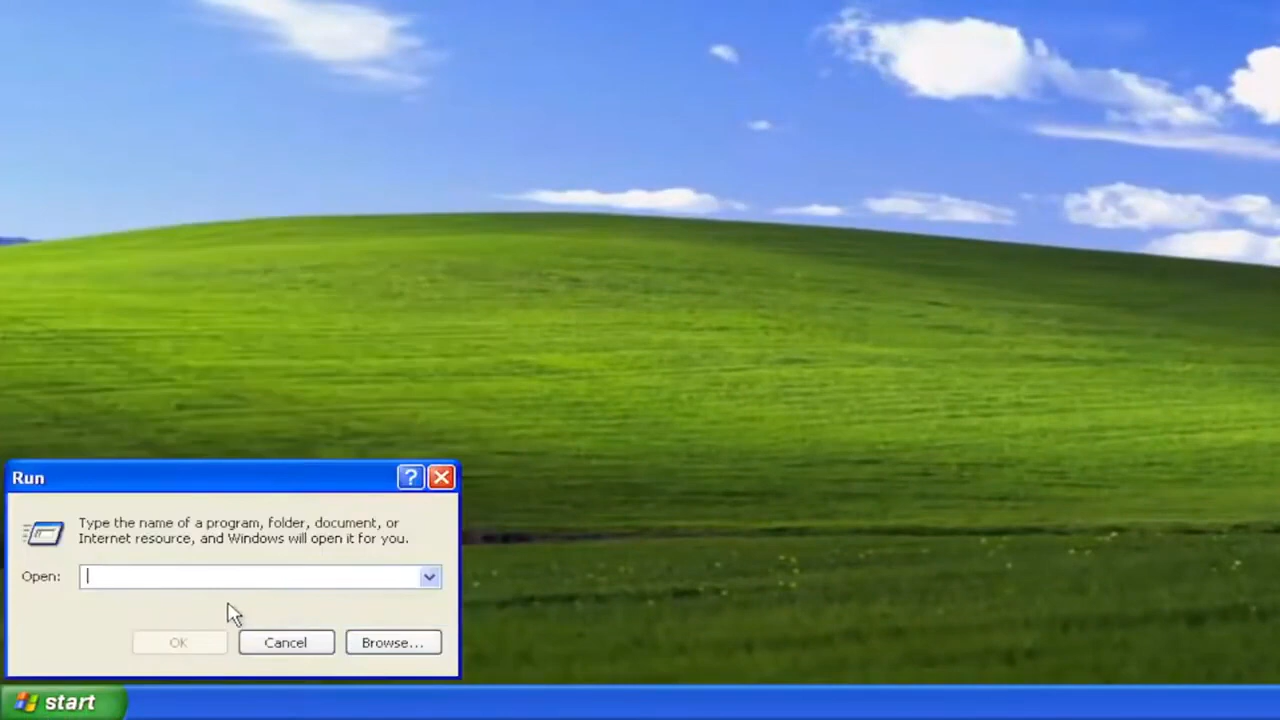 Run
Type the name of a program, folder, document, or
Internet resource, and Windows will open it for you.
Open:
OK
Cancel
Browse...
start